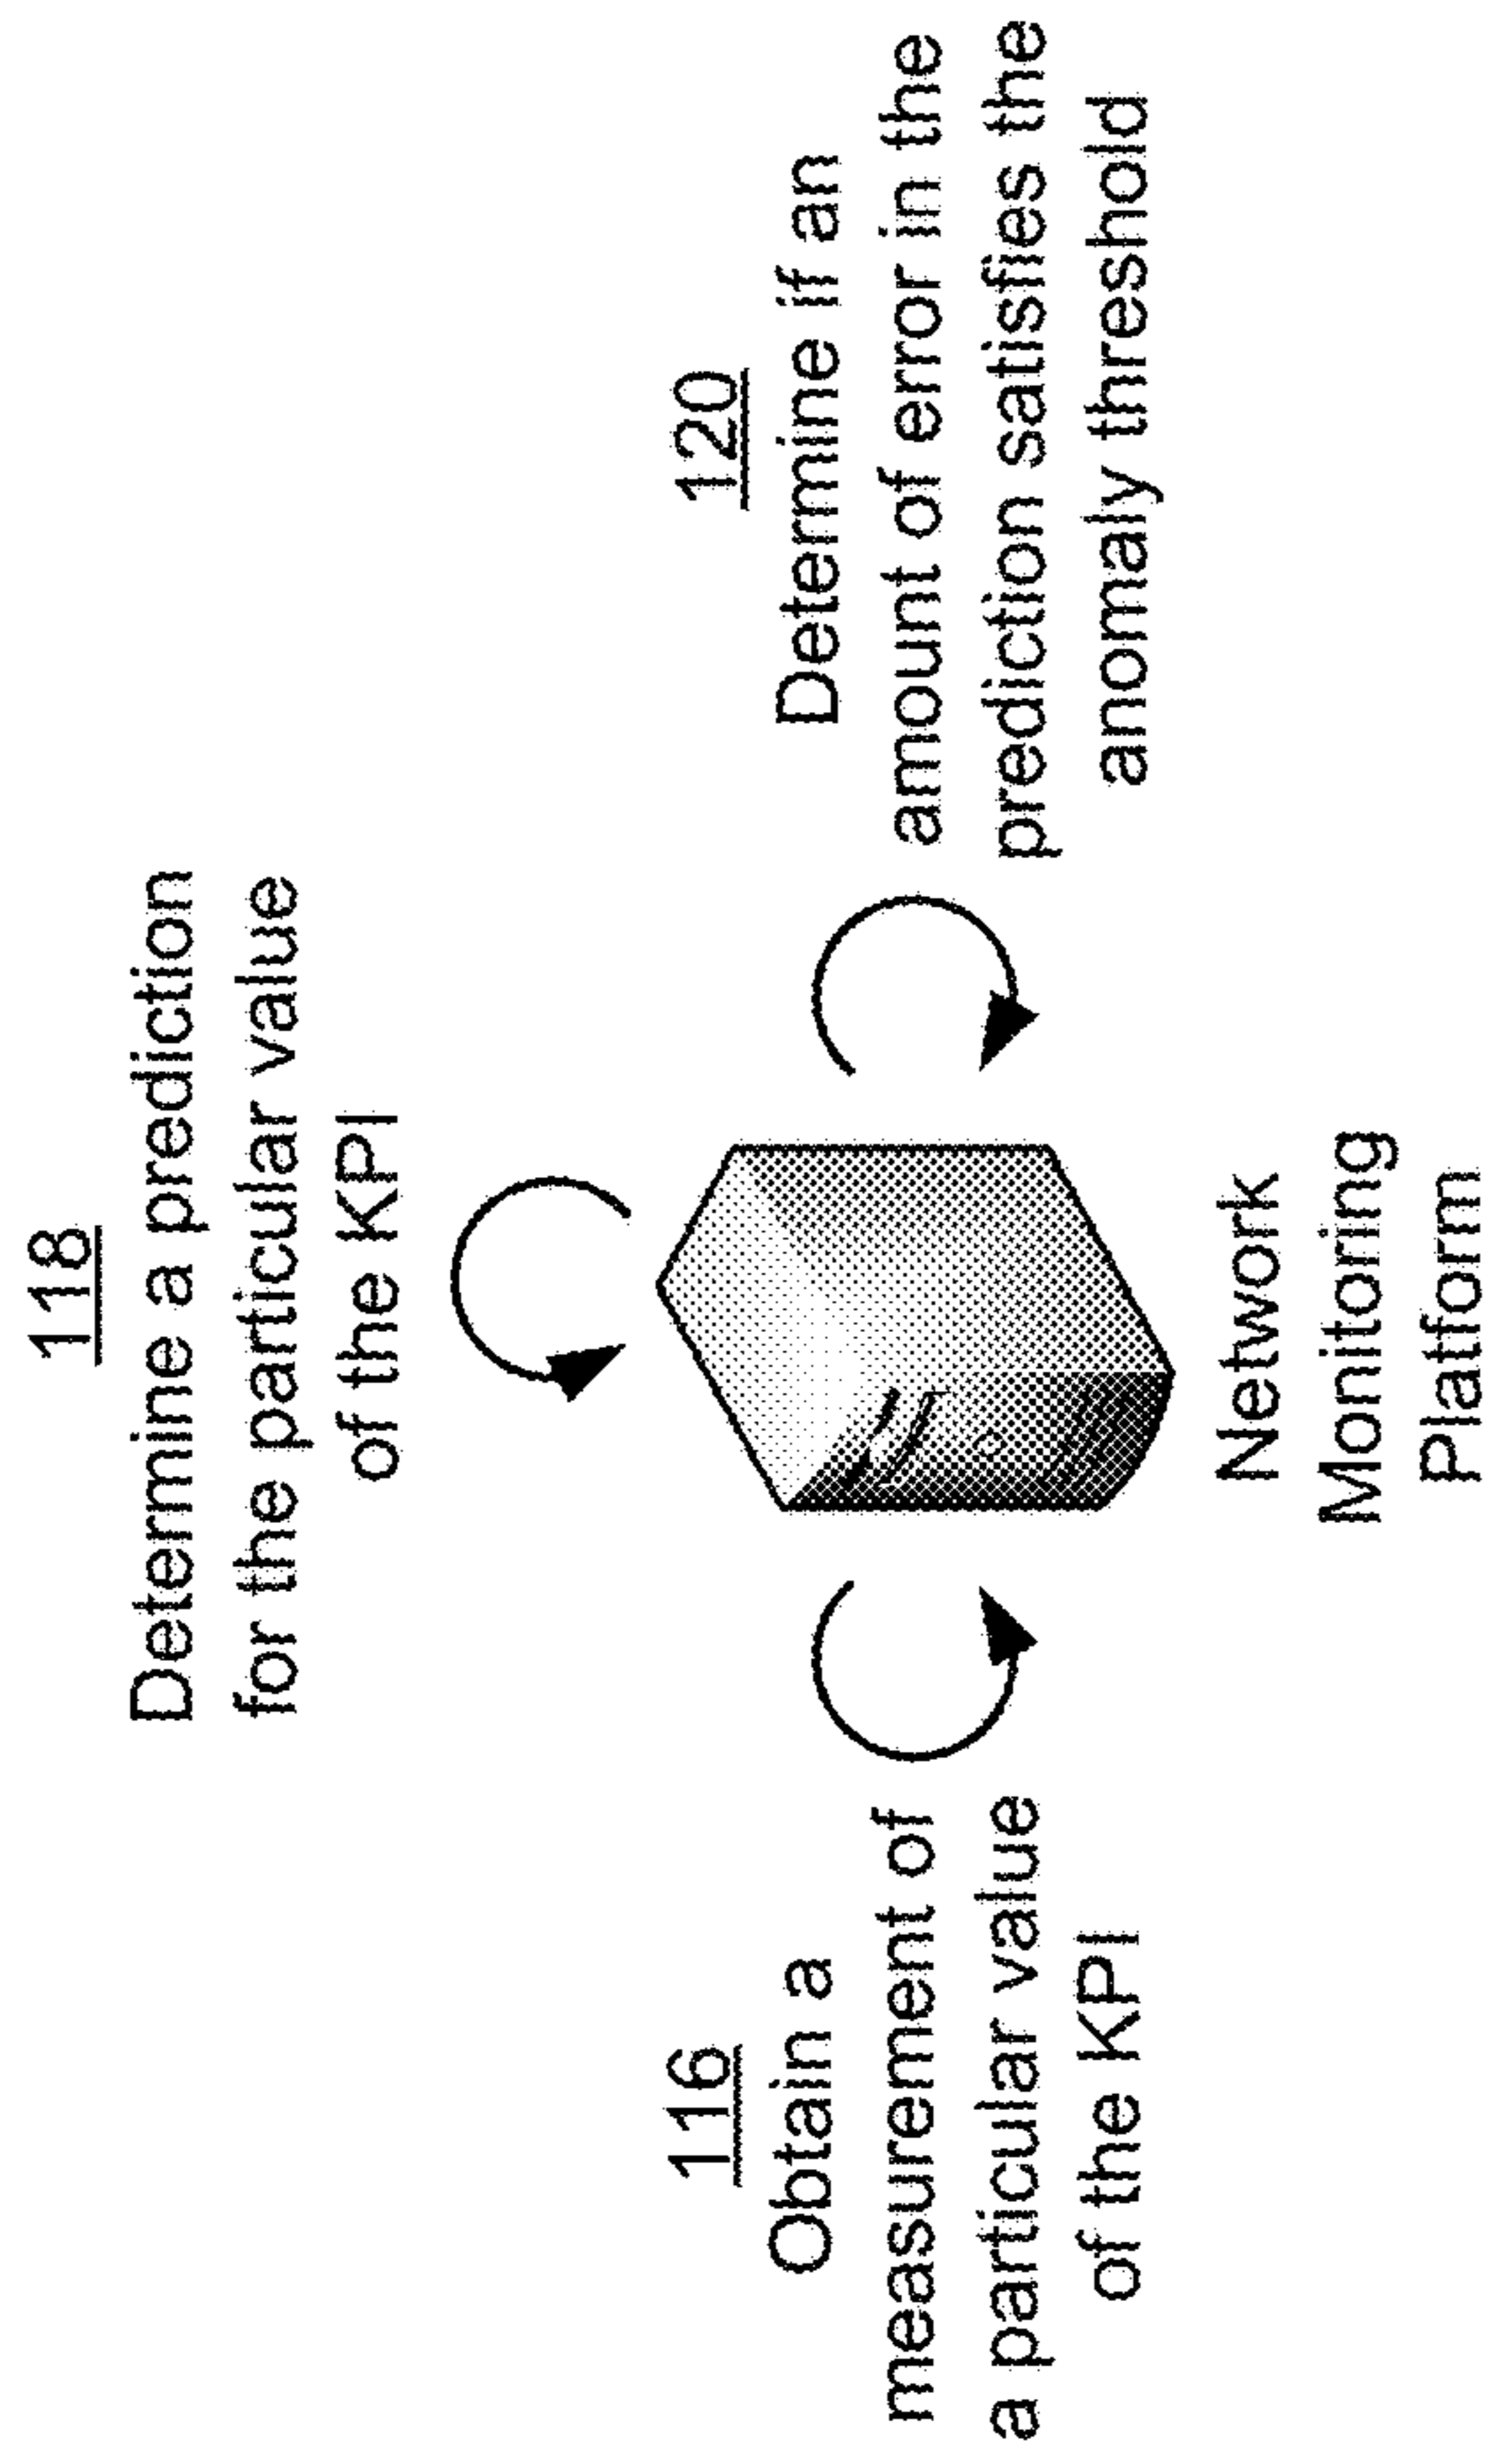 116
Obtain a
measurement of
a particular value
of the KPI
118
Determine a prediction
for the particular value
of the KPI
120
Determine if an
amount of error in the
prediction satisfies the
anomaly threshold
Network
Monitoring
Platform